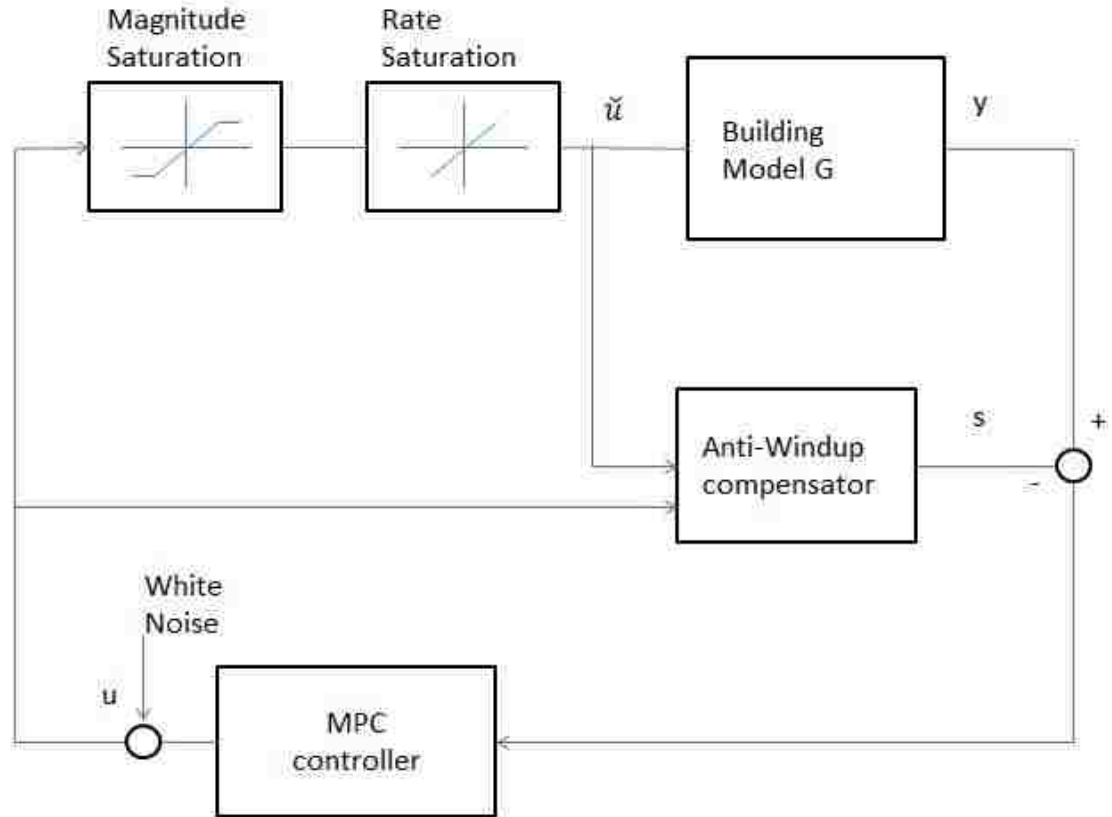 Magnitude
Saturation
Rate
Saturation
ŭ
Building
Model G
y
Anti-Windup
compensator
s
+
-
White
Noise
u
MPC
controller